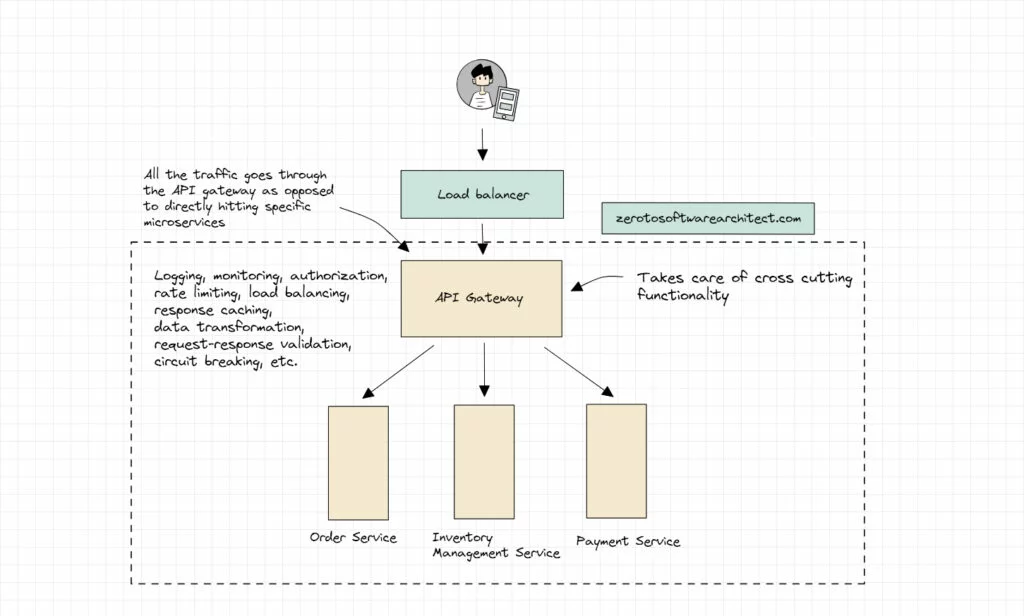 All the traffic goes through
the API gateway as opposed
to directly hitting specific
microservices
Load balancer
zerotosoftwarearchitect.com
Logging, monitoring, authorization,
rate limiting, load balancing,
response caching,
data transformation,
request-response validation,
circuit breaking, etc.
API Gateway
Takes care of cross cutting
functionality
Order Service
Inventory
Management Service
Payment Service